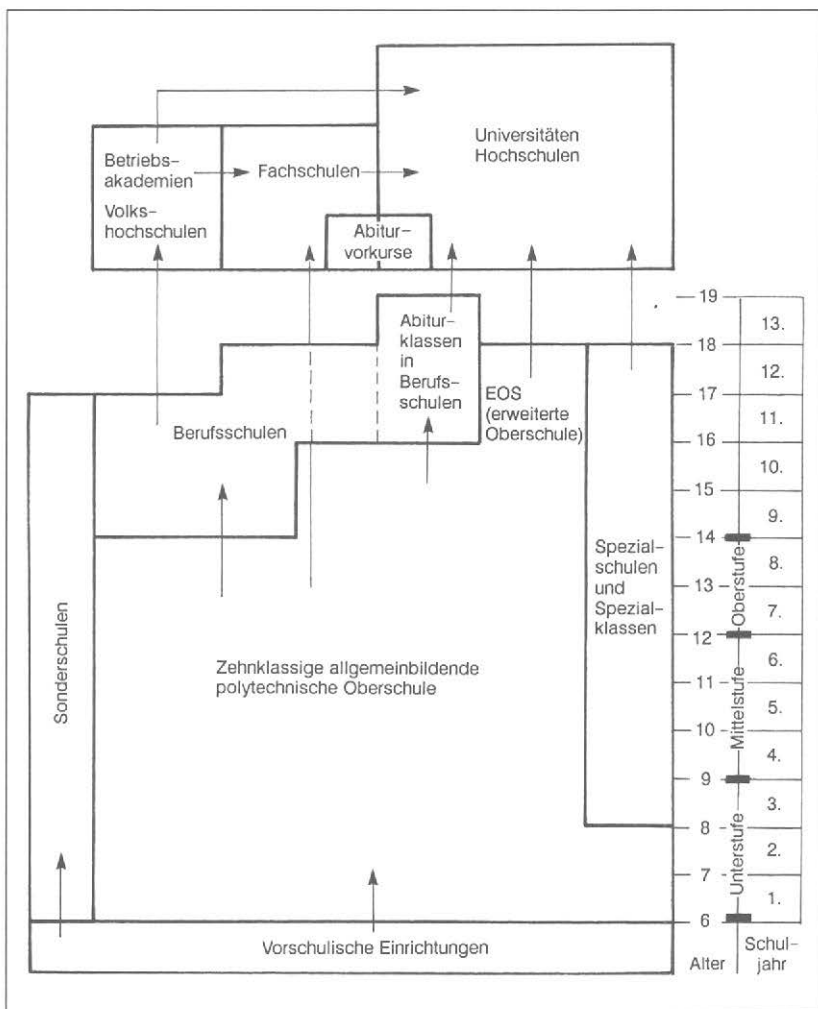 Universitäten
Hochschulen
Betriebs-
akademien
Volks-
hochschulen
Fachschulen
Abitur-
vorkurse
Abitur-
klassen
in
Berufs-
schulen
EOS
(erweiterte
Oberschule)
Berufsschulen
Spezial-
schulen
und
Spezial-
klassen
Sonderschulen
Zehnklassige allgemeinbildende
polytechnische Oberschule
Vorschulische Einrichtungen
19
18
17
16
15
14
13
12
11
10
9
8
7
6
Alter
Oberstufe
Mittelstufe
Unterstufe
13.
12.
11.
10.
9.
8.
7.
6.
5.
4.
3.
2.
1.
Schul-
jahr